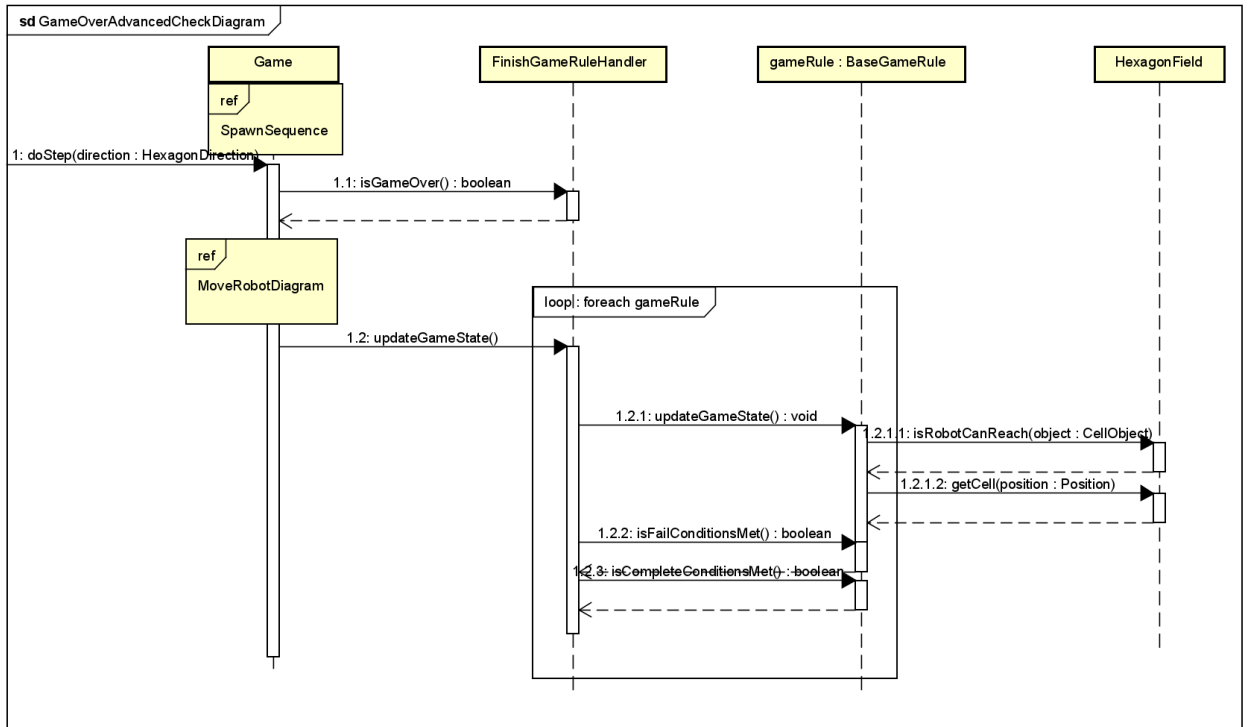 sd GameOverAdvancedCheckDiagram
Game
FinishGameRuleHandler
gameRule : BaseGameRule
HexagonField
ref
SpawnSequence
1: doStep(direction : HexagonDirection)
1.1: isGameOver() : boolean
ref
MoveRobotDiagram
loop : foreach gameRule
1.2: updateGameState()
1.2.1: updateGameState() : void
1.2.1.1: isRobotCanReach(object : CellObject)
1.2.1.2: getCell(position : Position)
1.2.2: isFailConditionsMet() : boolean
1.2.3: isCompleteConditionsMet() : boolean